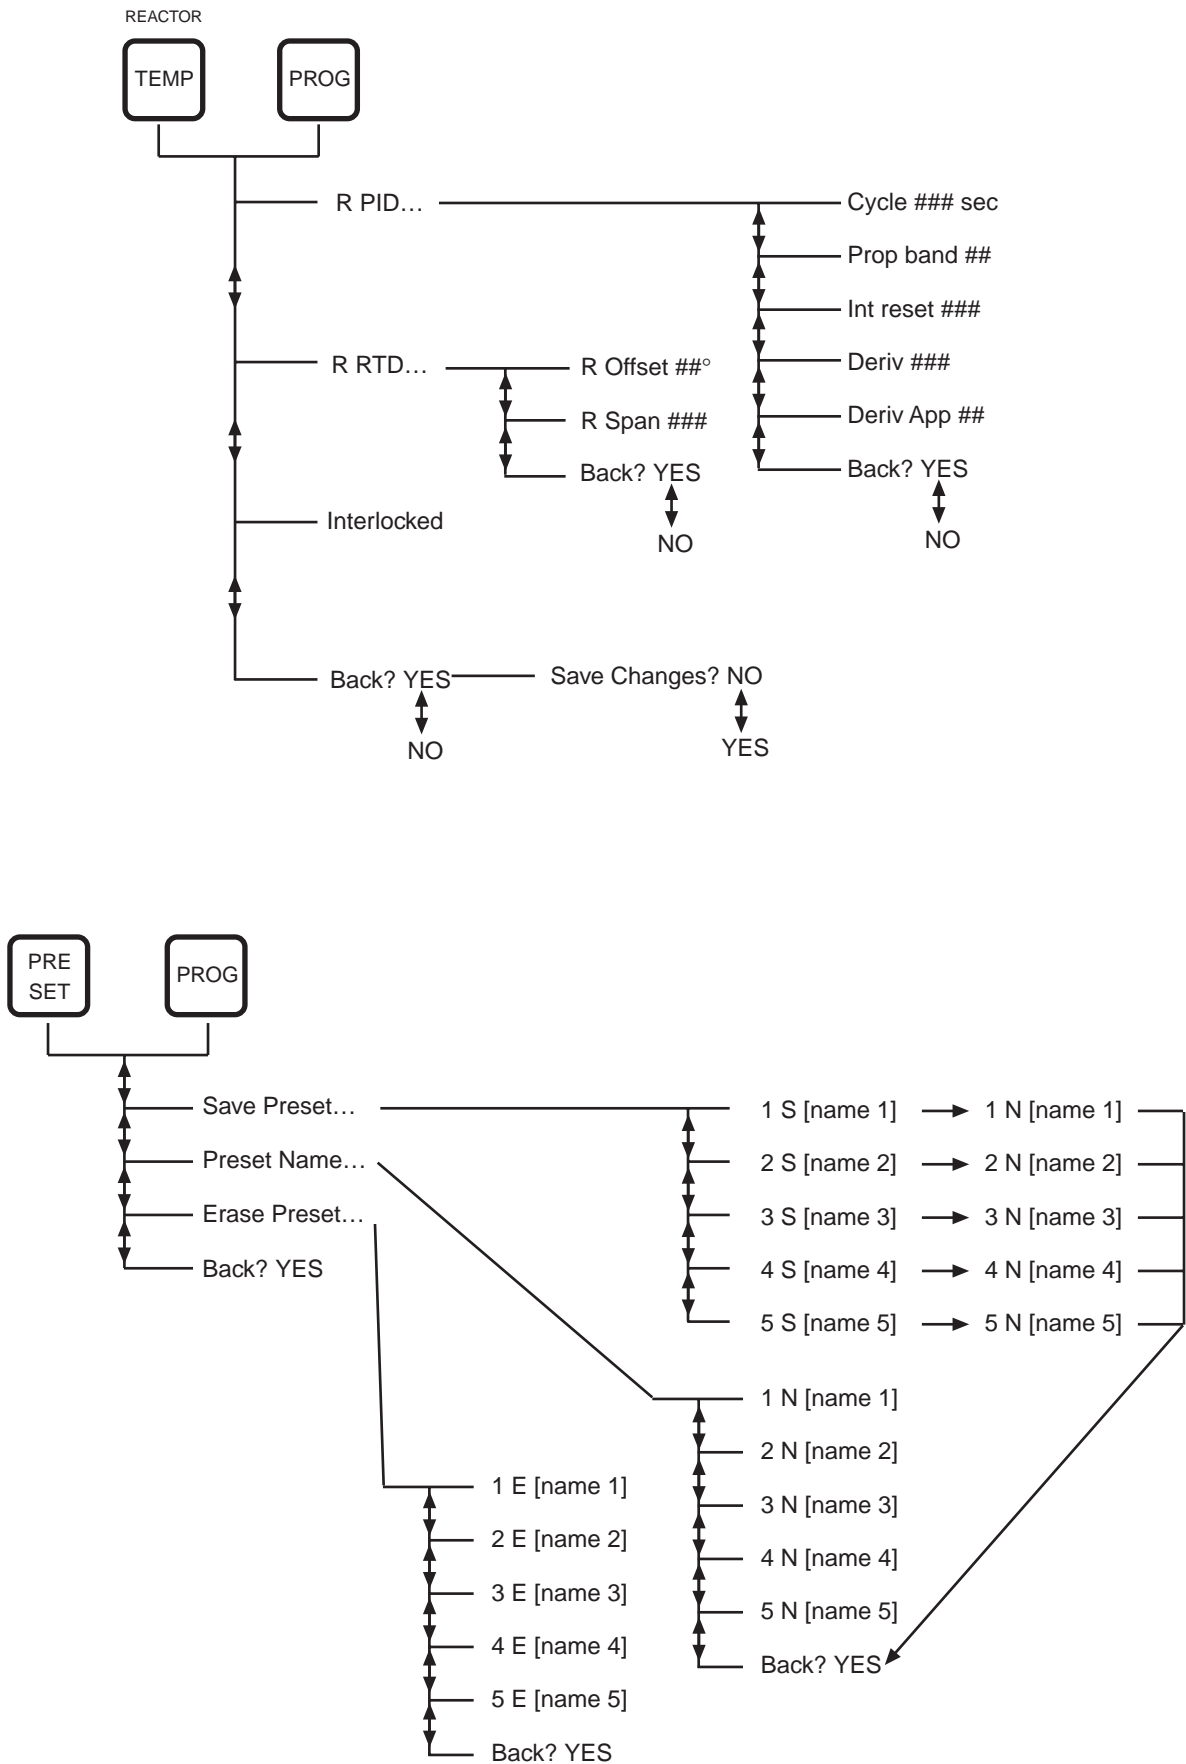 REACTOR
TEMP PROG
R PID… Cycle ### sec
Prop band ##
Int reset ###
R RTD… R Offset ##° Deriv ###
R Span ### Deriv App ##
Back? YES Back? YES
Interlocked NO NO
Back? YES Save Changes? NO
NO YES
PRE
SET PROG
Save Preset… 1 S [name 1] 1 N [name 1]
Preset Name… 2 S [name 2] 2 N [name 2]
Erase Preset… 3 S [name 3] 3 N [name 3]
Back? YES 4 S [name 4] 4 N [name 4]
5 S [name 5] 5 N [name 5]
1 N [name 1]
2 N [name 2]
1 E [name 1]
3 N [name 3]
2 E [name 2]
4 N [name 4]
3 E [name 3]
5 N [name 5]
4 E [name 4]
Back? YES
5 E [name 5]
Back? YES